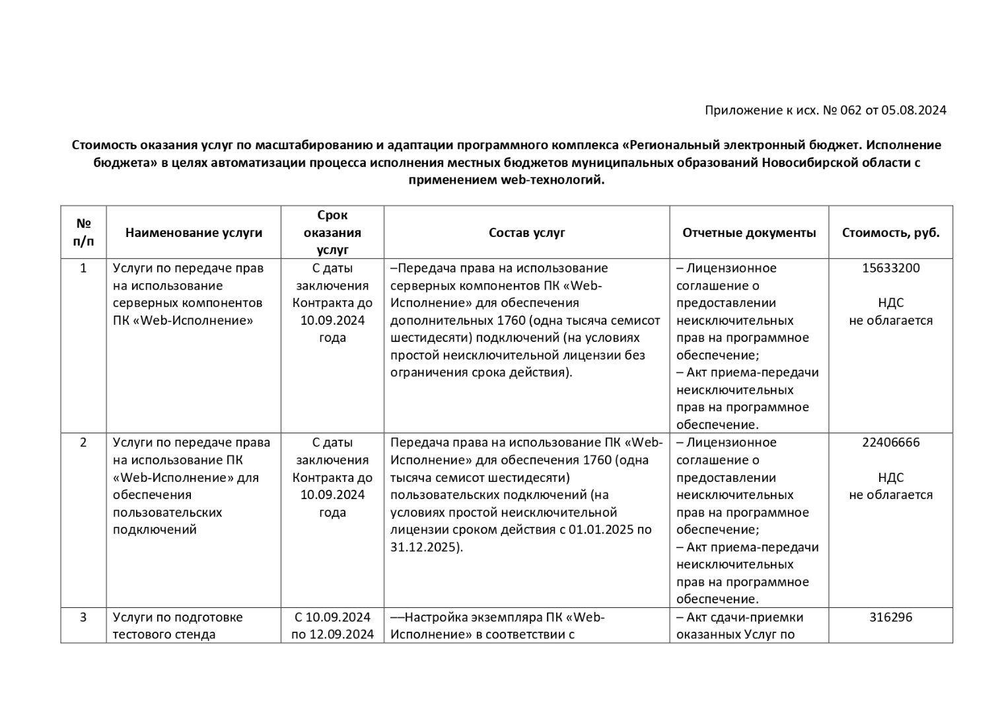 Приложение к исх. № 062 от 05.08.2024
Стоимость оказания услуг по масштабированию и адаптации программного комплекса «Региональный электронный бюджет. Исполнение
бюджета» в целях автоматизации процесса исполнения местных бюджетов муниципальных образований Новосибирской области с
применением web-технологий.
№
п/п
Наименование услуги
Срок
оказания
услуг
Состав услуг
Отчетные документы
Стоимость, руб.
1
Услуги по передаче прав
на использование
серверных компонентов
ПК «Web-Исполнение»
С даты
заключения
Контракта до
10.09.2024
года
–Передача права на использование
серверных компонентов ПК «Web-
Исполнение» для обеспечения
дополнительных 1760 (одна тысяча семисот
шестидесяти) подключений (на условиях
простой неисключительной лицензии без
ограничения срока действия).
– Лицензионное
соглашение о
предоставлении
неисключительных
прав на программное
обеспечение;
– Акт приема-передачи
неисключительных
прав на программное
обеспечение.
15633200
НДС
не облагается
2
Услуги по передаче права
на использование ПК
«Web-Исполнение» для
обеспечения
пользовательских
подключений
С даты
заключения
Контракта до
10.09.2024
года
Передача права на использование ПК «Web-
Исполнение» для обеспечения 1760 (одна
тысяча семисот шестидесяти)
пользовательских подключений (на
условиях простой неисключительной
лицензии сроком действия с 01.01.2025 по
31.12.2025).
– Лицензионное
соглашение о
предоставлении
неисключительных
прав на программное
обеспечение;
– Акт приема-передачи
неисключительных
прав на программное
обеспечение.
22406666
НДС
не облагается
3
Услуги по подготовке
тестового стенда
С 10.09.2024
по 12.09.2024
––Настройка экземпляра ПК «Web-
Исполнение» в соответствии с
– Акт сдачи-приемки
оказанных Услуг по
316296